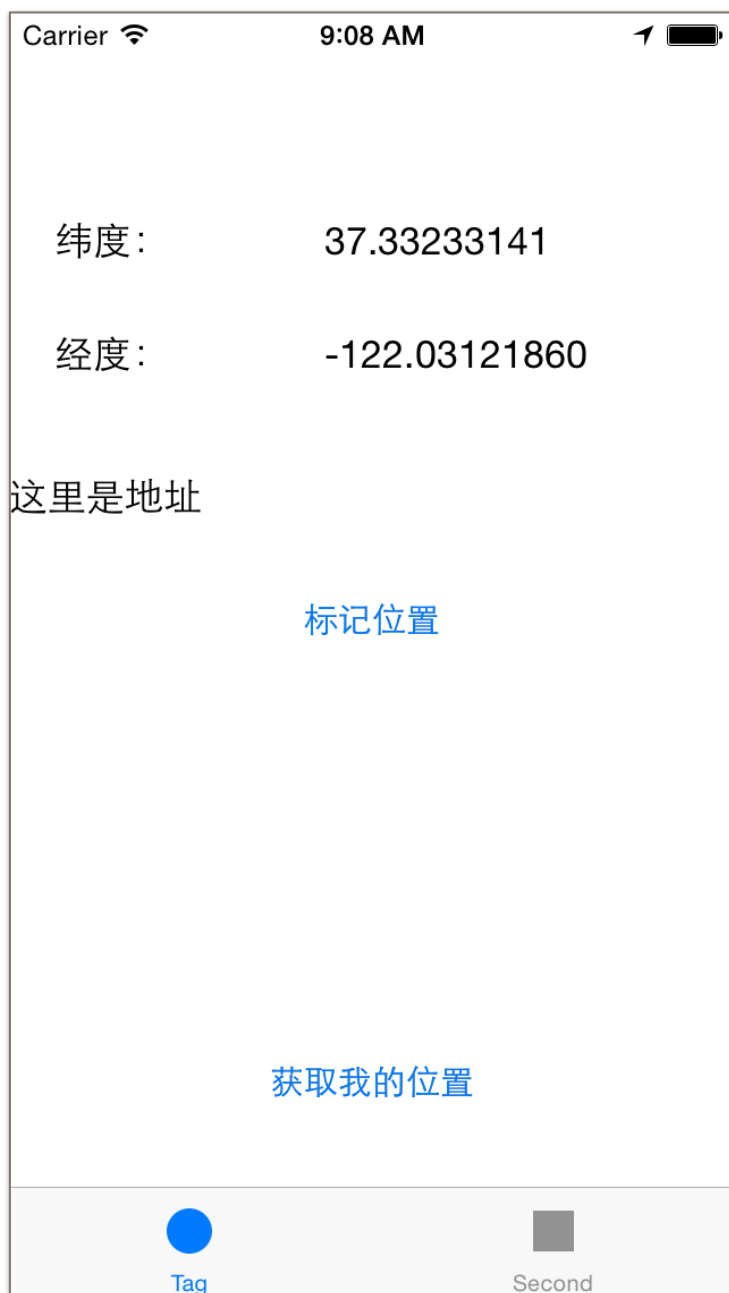 Carrier 9:08 AM
纬度: 37.33233141
经度: -122.03121860
这里是地址
标记位置
获取我的位置
Tag Second